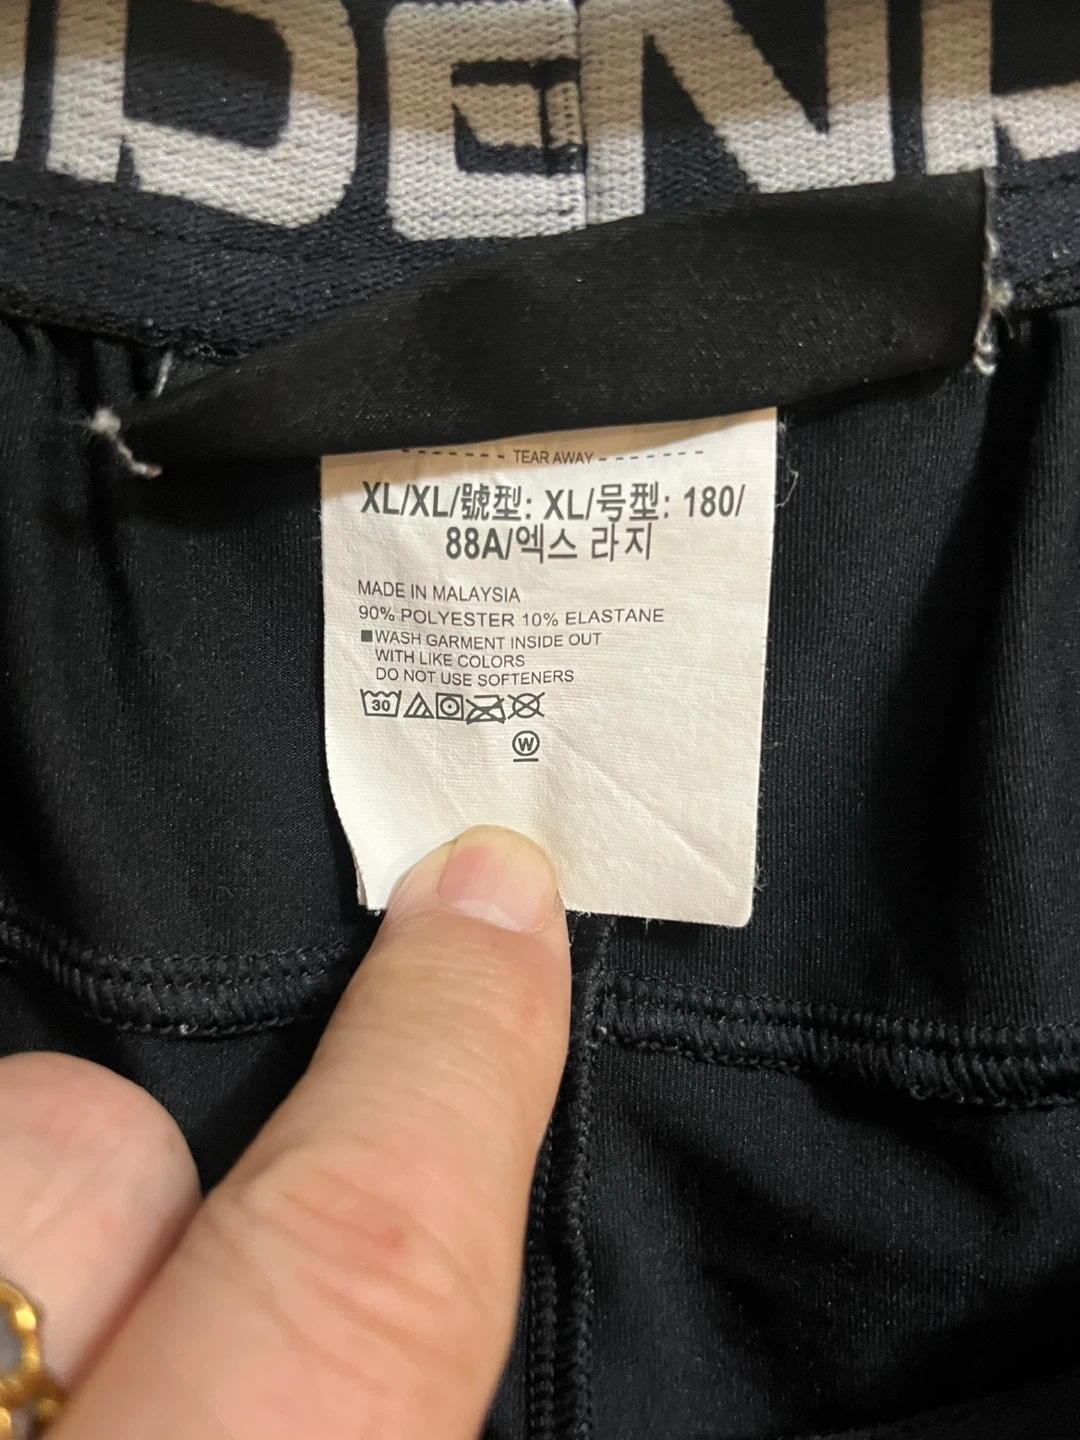 IDENL
TEAR AWAY
XL/XL/號型: XL/号型: 180/
88A/엑스 라지
MADE IN MALAYSIA
90% POLYESTER 10% ELASTANE
WASH GARMENT INSIDE OUT
WITH LIKE COLORS
DO NOT USE SOFTENERS
30
W